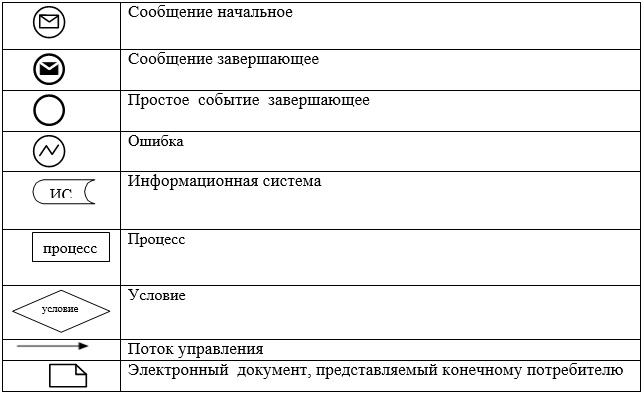 Сообщение начальное
Сообщение завершающее
Простое событие завершающее
Ошибка
ИС
Информационная система
процесс
Процесс
условие
Условие
Поток управления
Электронный документ, представляемый конечному потребителю